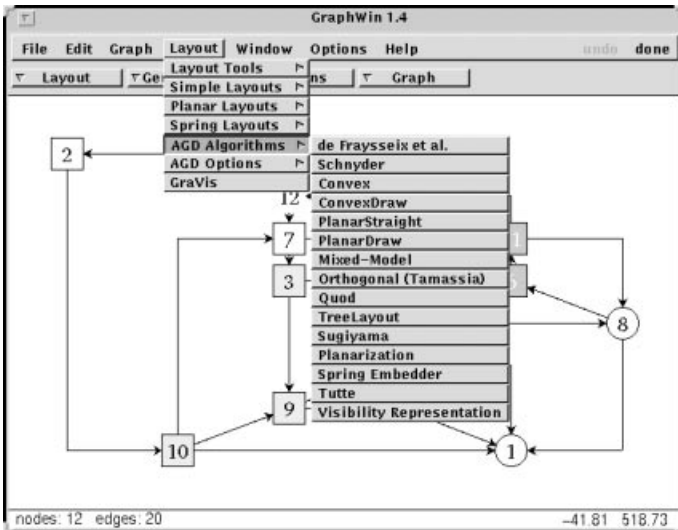 GraphWin 1.4
File Edit Graph Layout Window Options Help undo done
Layout Ge ns Graph
Layout Tools
Simple Layouts
Planar Layouts
Spring Layouts
AGD Algorithms
AGD Options
GraVis
de Fraysseix et al.
Schnyder
Convex
ConvexDraw
PlanarStraight
PlanarDraw
Mixed-Model
Orthogonal (Tamassia)
Quod
TreeLayout
Sugiyama
Planarization
Spring Embedder
Tutte
Visibility Representation
2
12
7
3
8
9
10
1
nodes: 12 edges: 20 -41.81 518.73